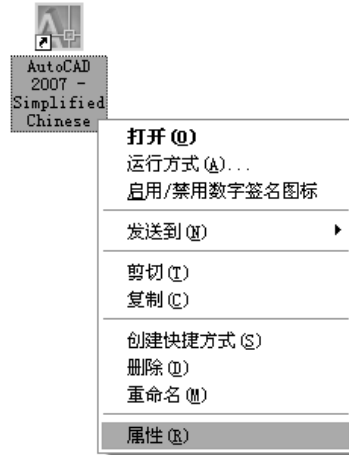 AutoCAD
2007 -
Simplified
Chinese
打开(O)
运行方式(A)...
启用/禁用数字签名图标
发送到(N)
剪切(T)
复制(C)
创建快捷方式(S)
删除(D)
重命名(M)
属性(R)